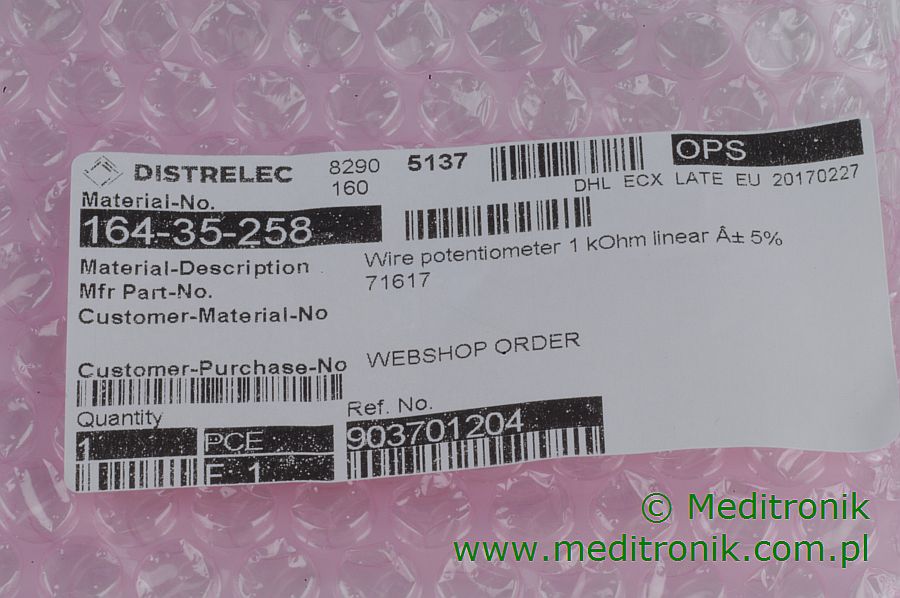 DISTRELEC 8290 5137 OPS
160 DHL ECX LATE EU 20170227
Material-No.
164-35-258
Material-Description Wire potentiometer 1 kOhm linear Â± 5%
Mfr Part-No. 71617
Customer-Material-No
Customer-Purchase-No WEBSHOP ORDER
Quantity Ref. No.
1 PCE 903701204
F 1
© Meditronik
www.meditronik.com.pl